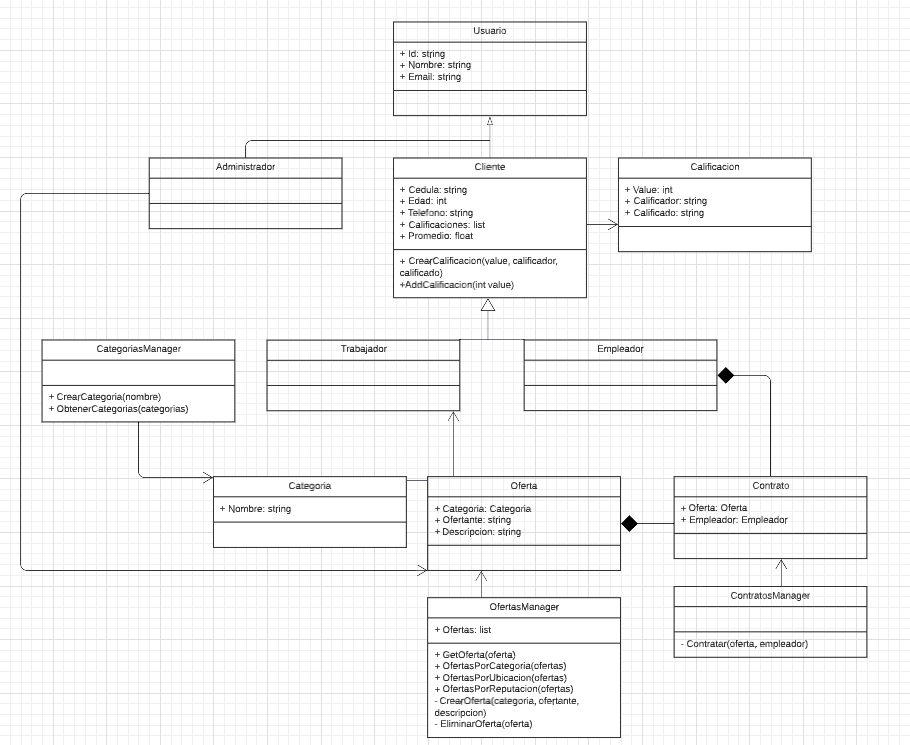 Usuario
+ Id: string
+ Nombre: string
+ Email: string
Administrador
Cliente
+ Cedula: string
+ Edad: int
+ Telefono: string
+ Calificaciones: list
+ Promedio: float
+ CrearCalificacion(value, calificador,
calificado)
+AddCalificacion(int value)
Calificacion
+ Value: int
+ Calificador: string
+ Calificado: string
CategoriasManager
+ CrearCategoria(nombre)
+ ObtenerCategorias(categorias)
Trabajador
Empleador
Categoria
+ Nombre: string
Oferta
+ Categoria: Categoria
+ Ofertante: string
+ Descripcion: string
Contrato
+ Oferta: Oferta
+ Empleador: Empleador
OfertasManager
+ Ofertas: list
+ GetOferta(oferta)
+ OfertasPorCategoria(ofertas)
+ OfertasPorUbicacion(ofertas)
+ OfertasPorReputacion(ofertas)
- CrearOferta(categoria, ofertante,
descripcion)
- EliminarOferta(oferta)
ContratosManager
- Contratar(oferta, empleador)